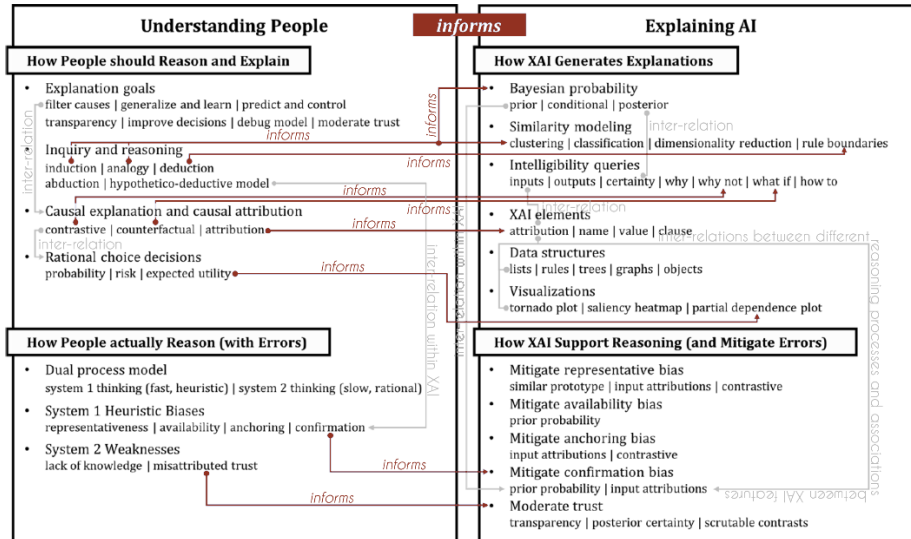 Understanding People
informs
Explaining AI
How People should Reason and Explain
• Explanation goals
filter causes | generalize and learn | predict and control
transparency | improve decisions | debug model | moderate trust
informs
informs
• Inquiry and reasoning
induction | analogy | deduction
informs
abduction | hypothetico-deductive model
inter-relation
• Causal explanation and causal attribution
informs
informs
contrastive | counterfactual | attribution
informs
inter-relation
• Rational choice decisions
probability | risk | expected utility
informs
inter-relation within XAI
How People actually Reason (with Errors)
• Dual process model
system 1 thinking (fast, heuristic) | system 2 thinking (slow, rational)
• System 1 Heuristic Biases
representativeness | availability | anchoring | confirmation
• System 2 Weaknesses
lack of knowledge | misattributed trust
informs
informs
How XAI Generates Explanations
• Bayesian probability
prior | conditional | posterior
inter-relation
• Similarity modeling
clustering | classification | dimensionality reduction | rule boundaries
• Intelligibility queries
inputs | outputs | certainty | why | why not | what if | how to
inter-relation
• XAI elements
attribution | name | value | clause
inter-relations between different
reasoning processes and associations
between XAI features
• Data structures
lists | rules | trees | graphs | objects
• Visualizations
tornado plot | saliency heatmap | partial dependence plot
How XAI Support Reasoning (and Mitigate Errors)
• Mitigate representative bias
similar prototype | input attributions | contrastive
• Mitigate availability bias
prior probability
• Mitigate anchoring bias
input attributions | contrastive
• Mitigate confirmation bias
prior probability | input attributions
• Moderate trust
transparency | posterior certainty | scrutable contrasts